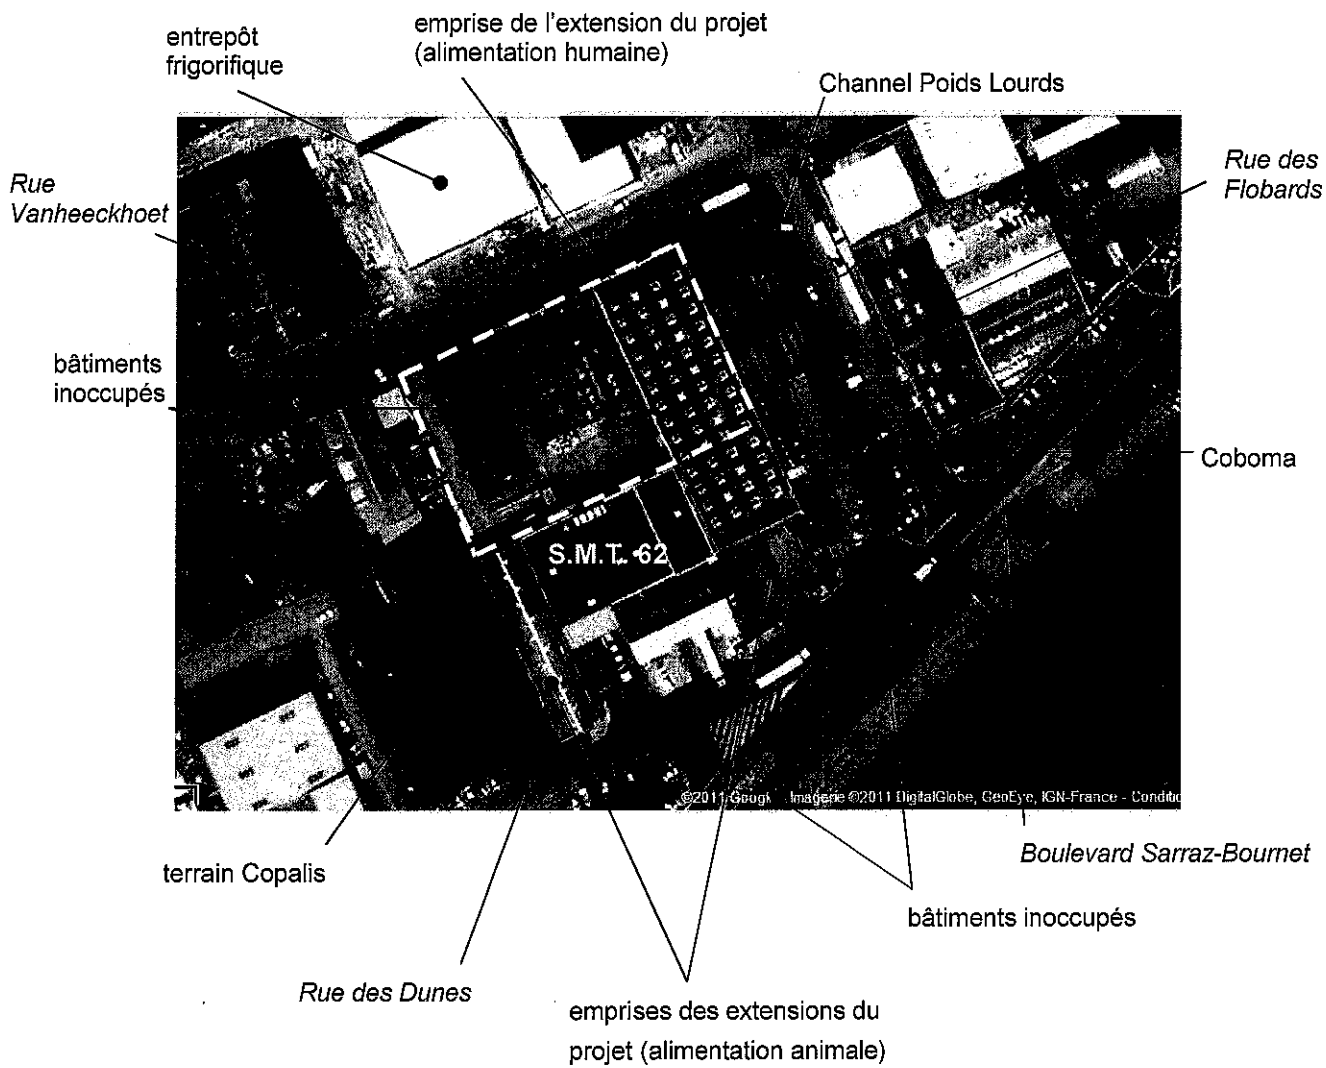 emprise de l'extension du projet
(alimentation humaine)
entrepôt
frigorifique
Channel Poids Lourds
Rue des
Flobards
Rue
Vanheeckhoet
bâtiments
inoccupés
Coboma
S.M.T. 62
©2011 Google - Imagerie ©2011 DigitalGlobe, GeoEye, IGN-France - Conditio
Boulevard Sarraz-Bournet
terrain Copalis
bâtiments inoccupés
Rue des Dunes
emprises des extensions du
projet (alimentation animale)